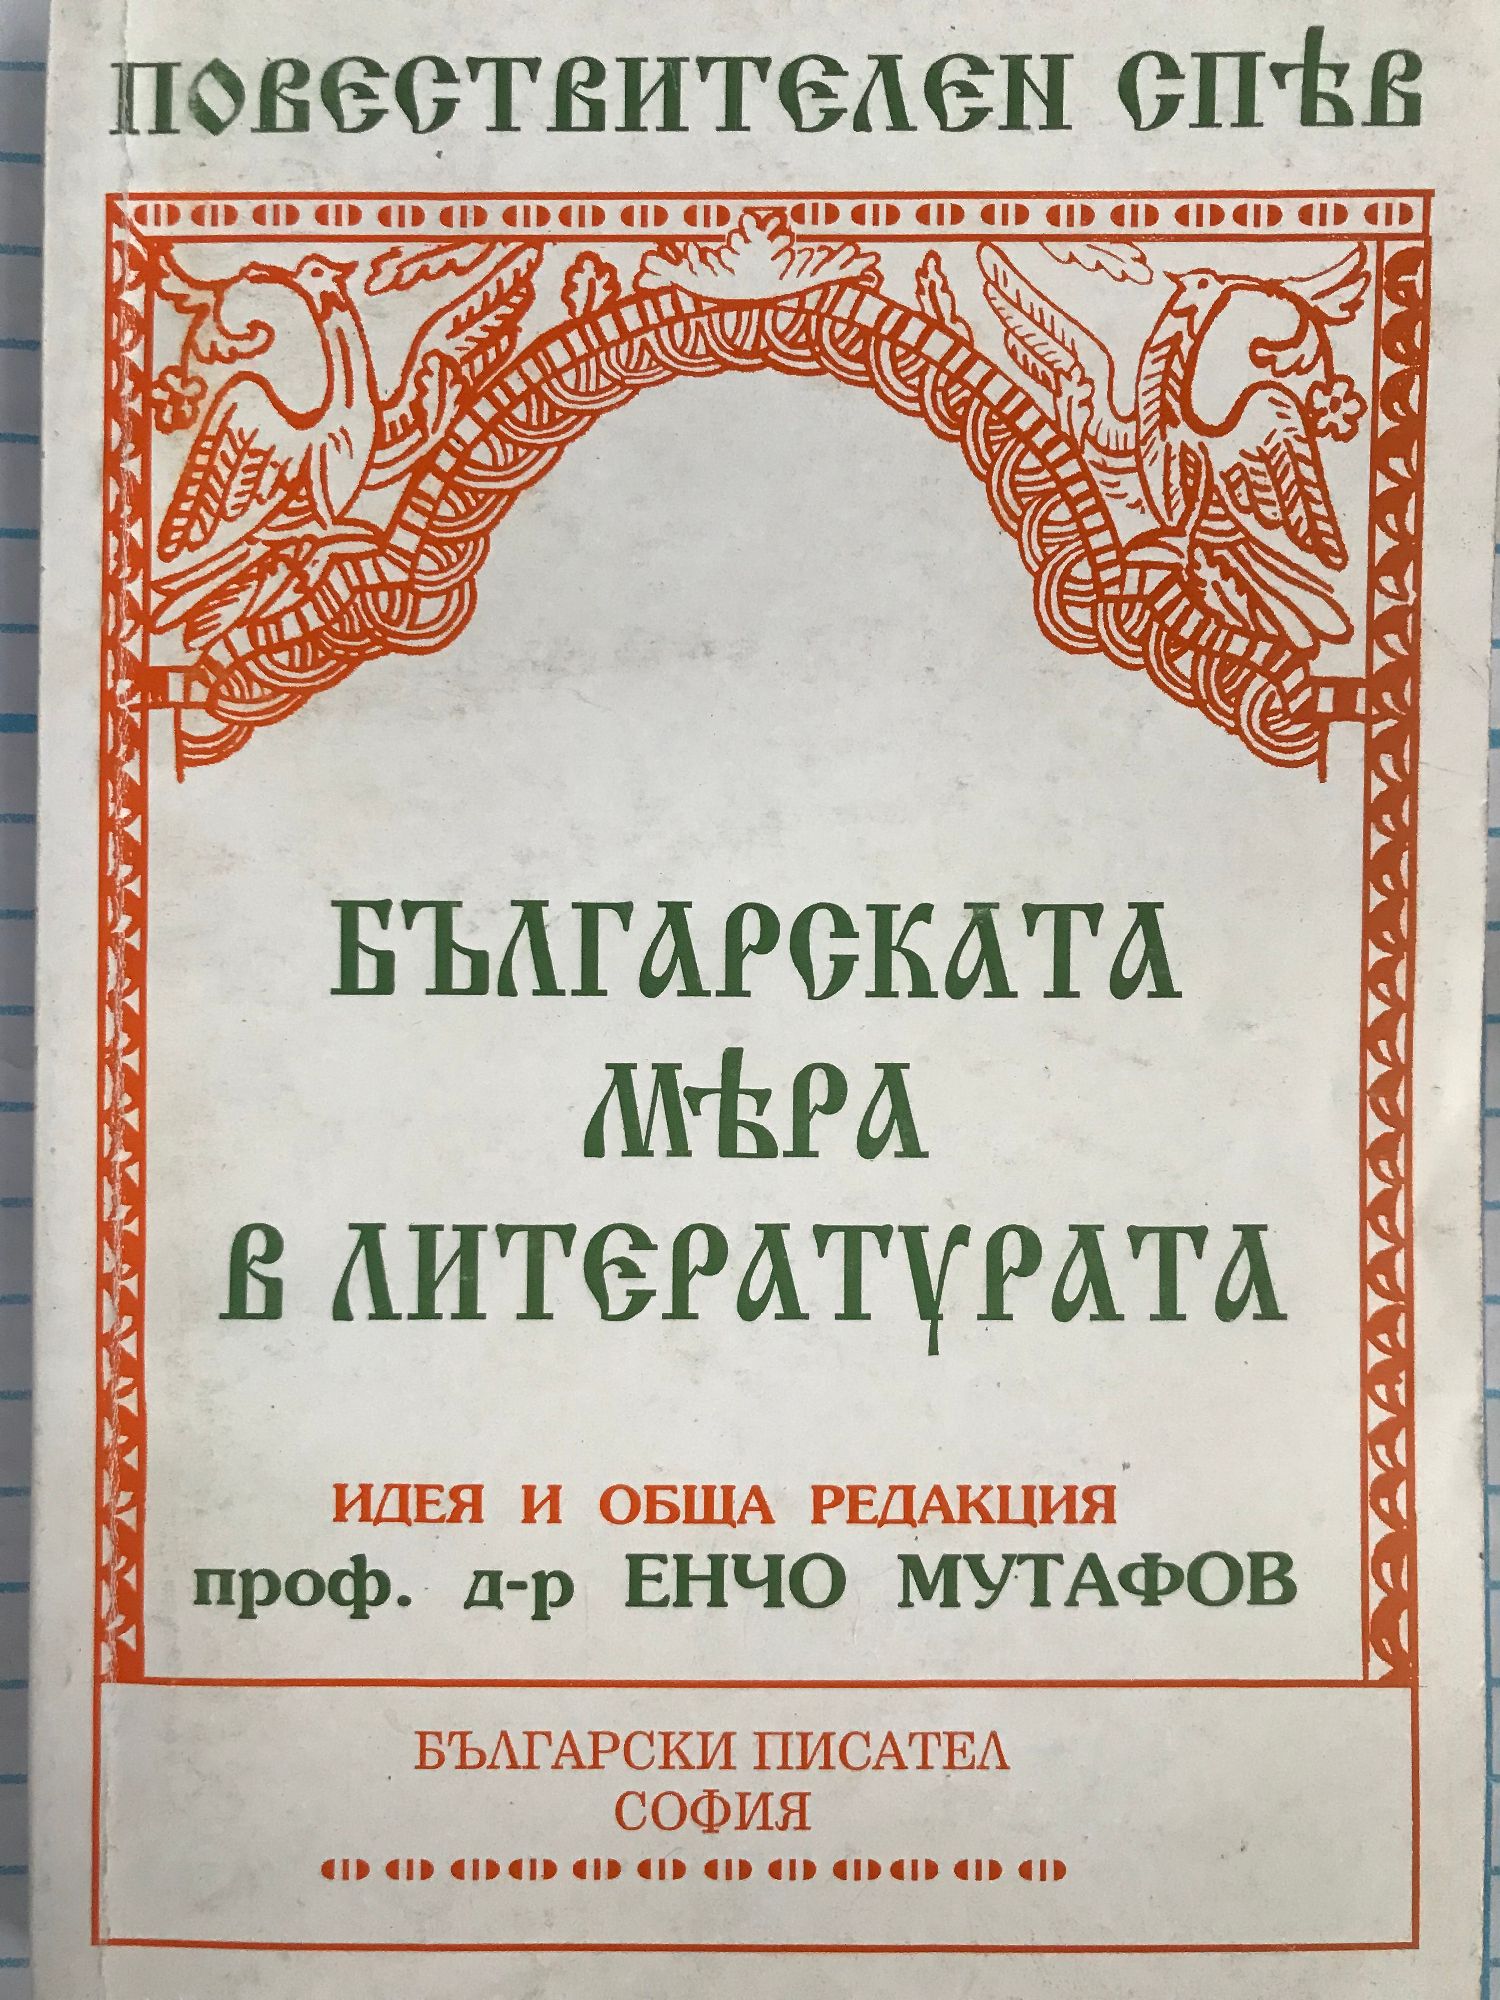 ПОВЕСТВИТЕЛЕН СПѢВ
БЪЛГАРСКАТА
МѢРА
В ЛИТЕРАТУРАТА
ИДЕЯ И ОБЩА РЕДАКЦИЯ
проф. д-р ЕНЧО МУТАФОВ
БЪЛГАРСКИ ПИСАТЕЛ
СОФИЯ